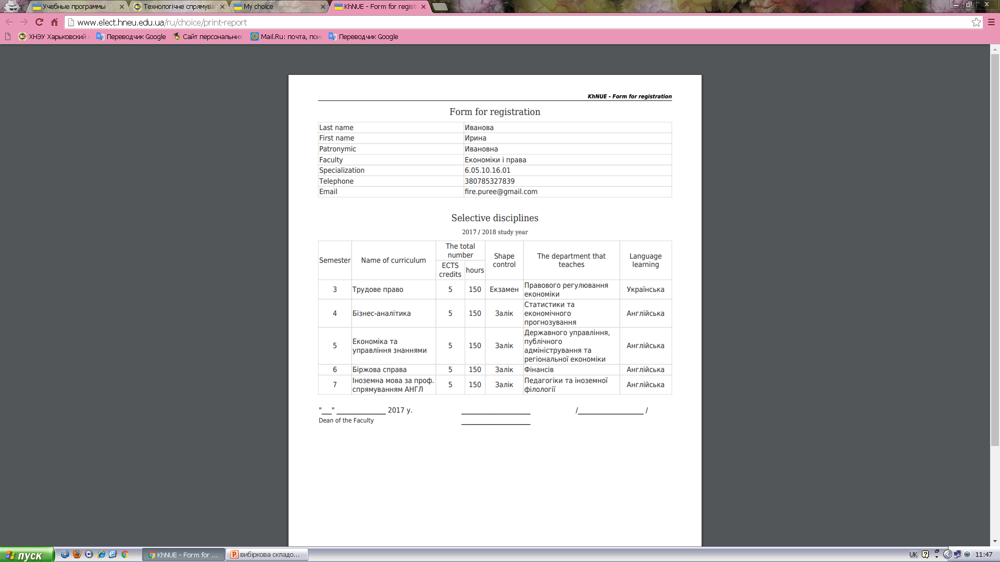 Учебные программы
Технологічне спрямува
My choice
KhNUE - Form for regist
www.elect.hneu.edu.ua/ru/choice/print-report
ХНЭУ Харьковский
Переводчик Google
Сайт персональних
Mail.Ru: почта, пои
Переводчик Google
KhNUE - Form for registration
Form for registration
Last name Иванова
First name Ирина
Patronymic Ивановна
Faculty Економіки і права
Specialization 6.05.10.16.01
Telephone 380785327839
Email fire.puree@gmail.com
Selective disciplines
2017 / 2018 study year
Semester
Name of curriculum
The total
number
ECTS
credits
hours
Shape
control
The department that
teaches
Language
learning
3 Трудове право 5 150 Екзамен Правового регулювання
економіки Українська
4 Бізнес-аналітика 5 150 Залік Статистики та
економічного
прогнозування Англійська
5 Економіка та
управління знаннями 5 150 Залік Державного управління,
публічного
адміністрування та
регіональної економіки Англійська
6 Біржова справа 5 150 Залік Фінансів Англійська
7 Іноземна мова за проф.
спрямуванням АНГЛ 5 150 Залік Педагогіки та іноземної
філології Англійська
"__" ______________ 2017 y. ____________________ /___________________ /
Dean of the Faculty ____________________
пуск
KhNUE - Form for ...
вибіркова складо...
UK
11:47